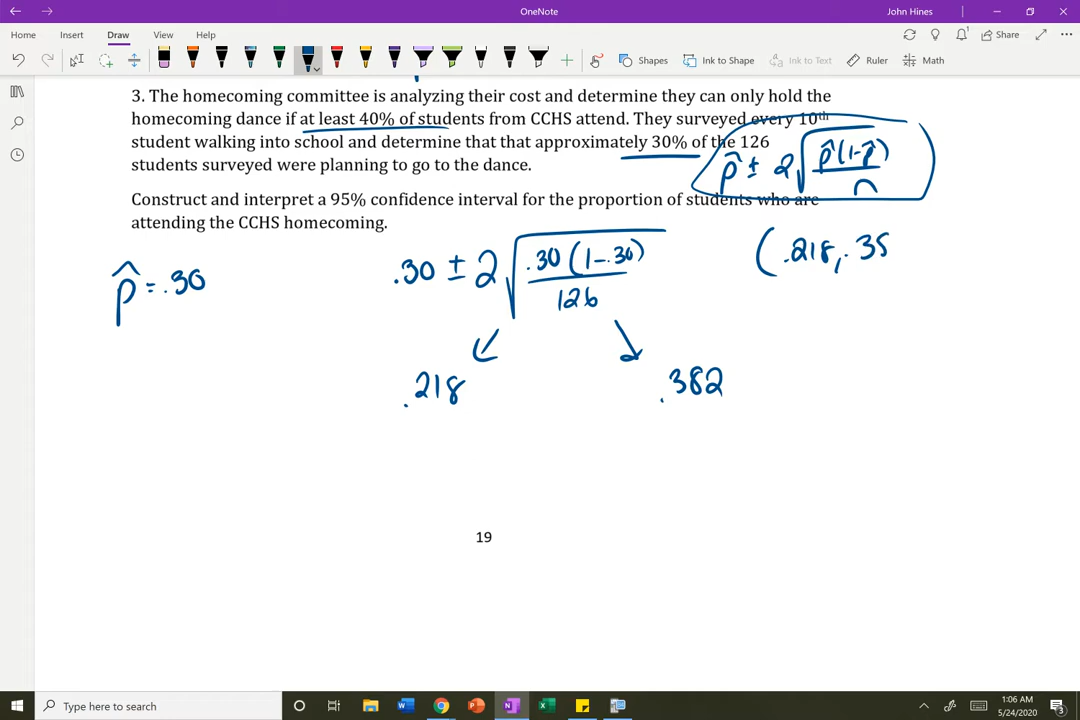 OneNote
John Hines
Home Insert Draw View Help
Share
Shapes Ink to Shape Ink to Text Ruler Math
3. The homecoming committee is analyzing their cost and determine they can only hold the
homecoming dance if at least 40% of students from CCHS attend. They surveyed every 10th
student walking into school and determine that that approximately 30% of the 126
students surveyed were planning to go to the dance.
p̂ ± 2√(p̂(1-p̂)/n)
Construct and interpret a 95% confidence interval for the proportion of students who are
attending the CCHS homecoming.
p̂ = .30
.30 ± 2√(.30(1-.30)/126)
(.218, .38
.218
.382
19
Type here to search
1:06 AM
5/24/2020
3